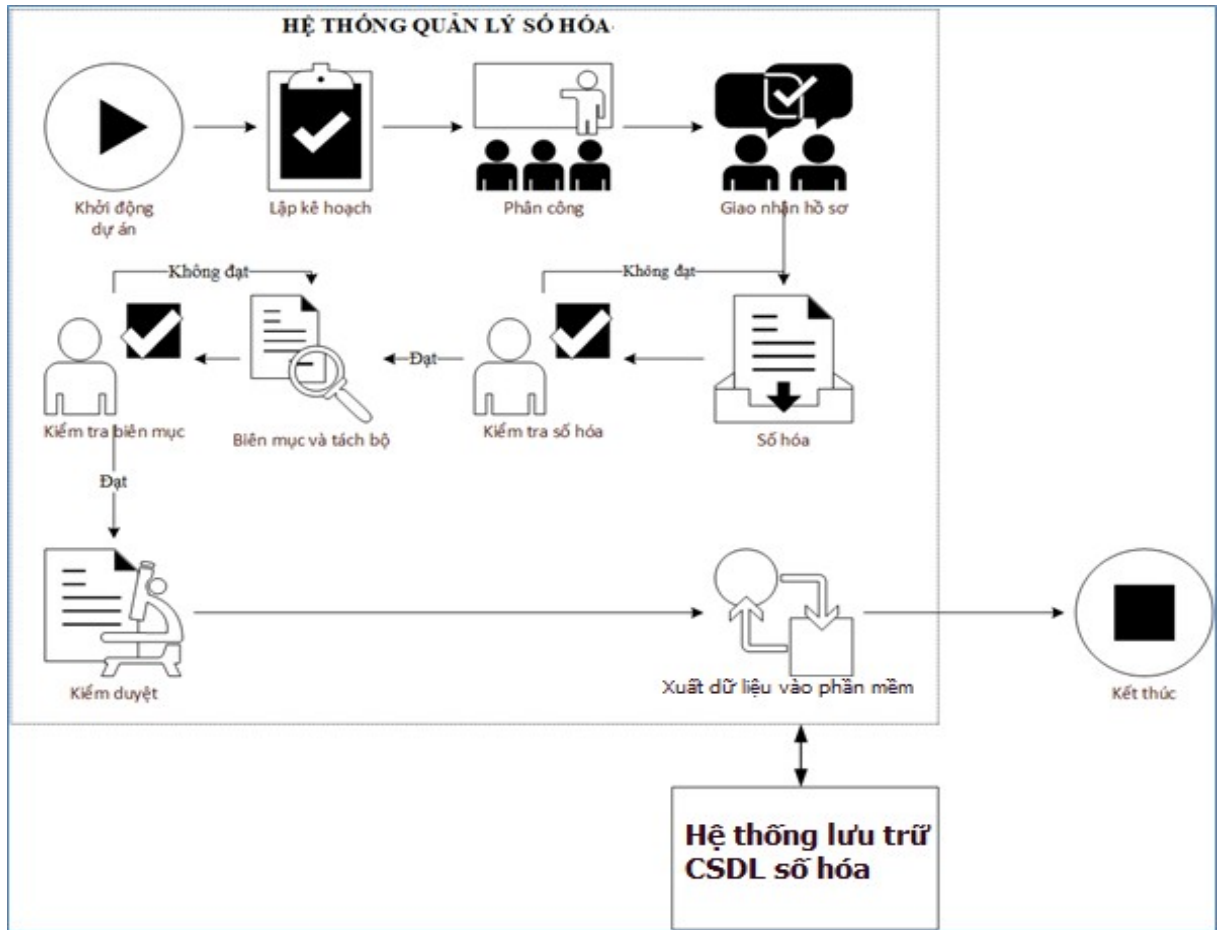 HỆ THỐNG QUẢN LÝ SỐ HÓA
Khởi động
dự án
Lập kế hoạch
Phân công
Giao nhận hồ sơ
Không đạt
Không đạt
Đạt
Kiểm tra biên mục
Biên mục và tách bộ
Kiểm tra số hóa
Số hóa
Đạt
Kiểm duyệt
Xuất dữ liệu vào phần mềm
Kết thúc
Hệ thống lưu trữ
CSDL số hóa